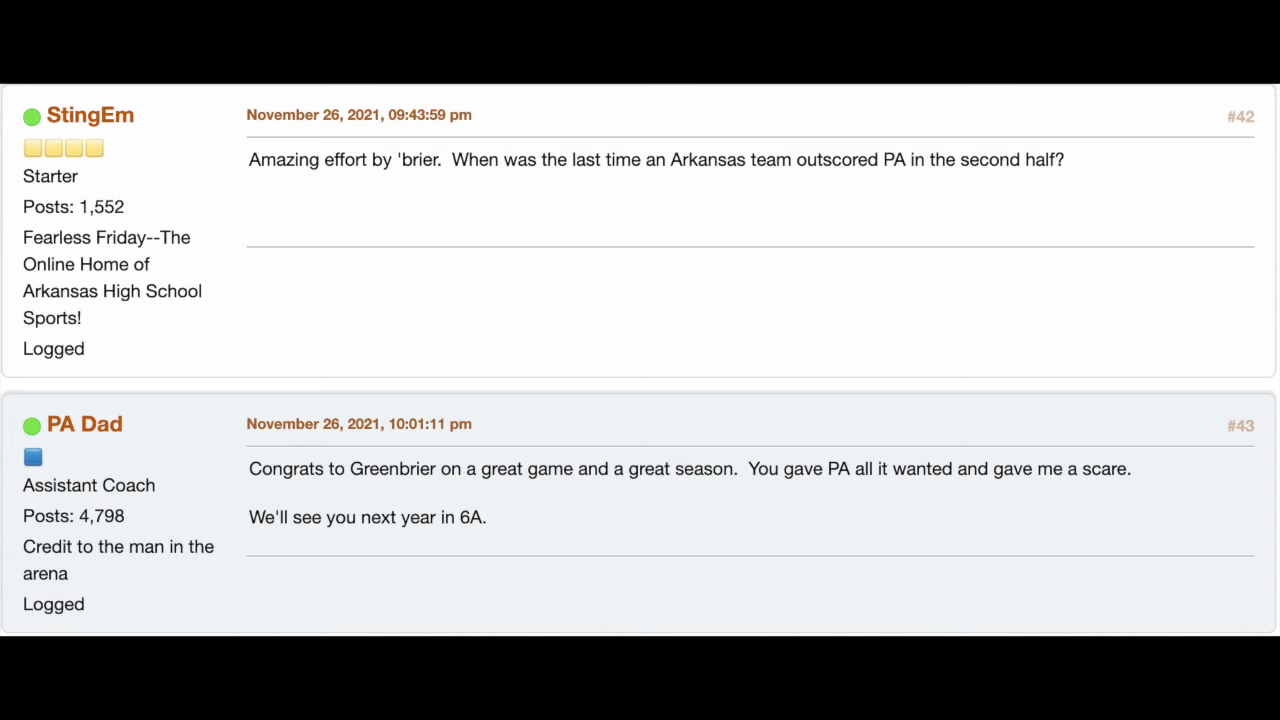 StingEm
November 26, 2021, 09:43:59 pm
#42
Starter
Posts: 1,552
Fearless Friday--The
Online Home of
Arkansas High School
Sports!
Logged
Amazing effort by 'brier.  When was the last time an Arkansas team outscored PA in the second half?
PA Dad
November 26, 2021, 10:01:11 pm
#43
Assistant Coach
Posts: 4,798
Credit to the man in the
arena
Logged
Congrats to Greenbrier on a great game and a great season.  You gave PA all it wanted and gave me a scare.
We'll see you next year in 6A.